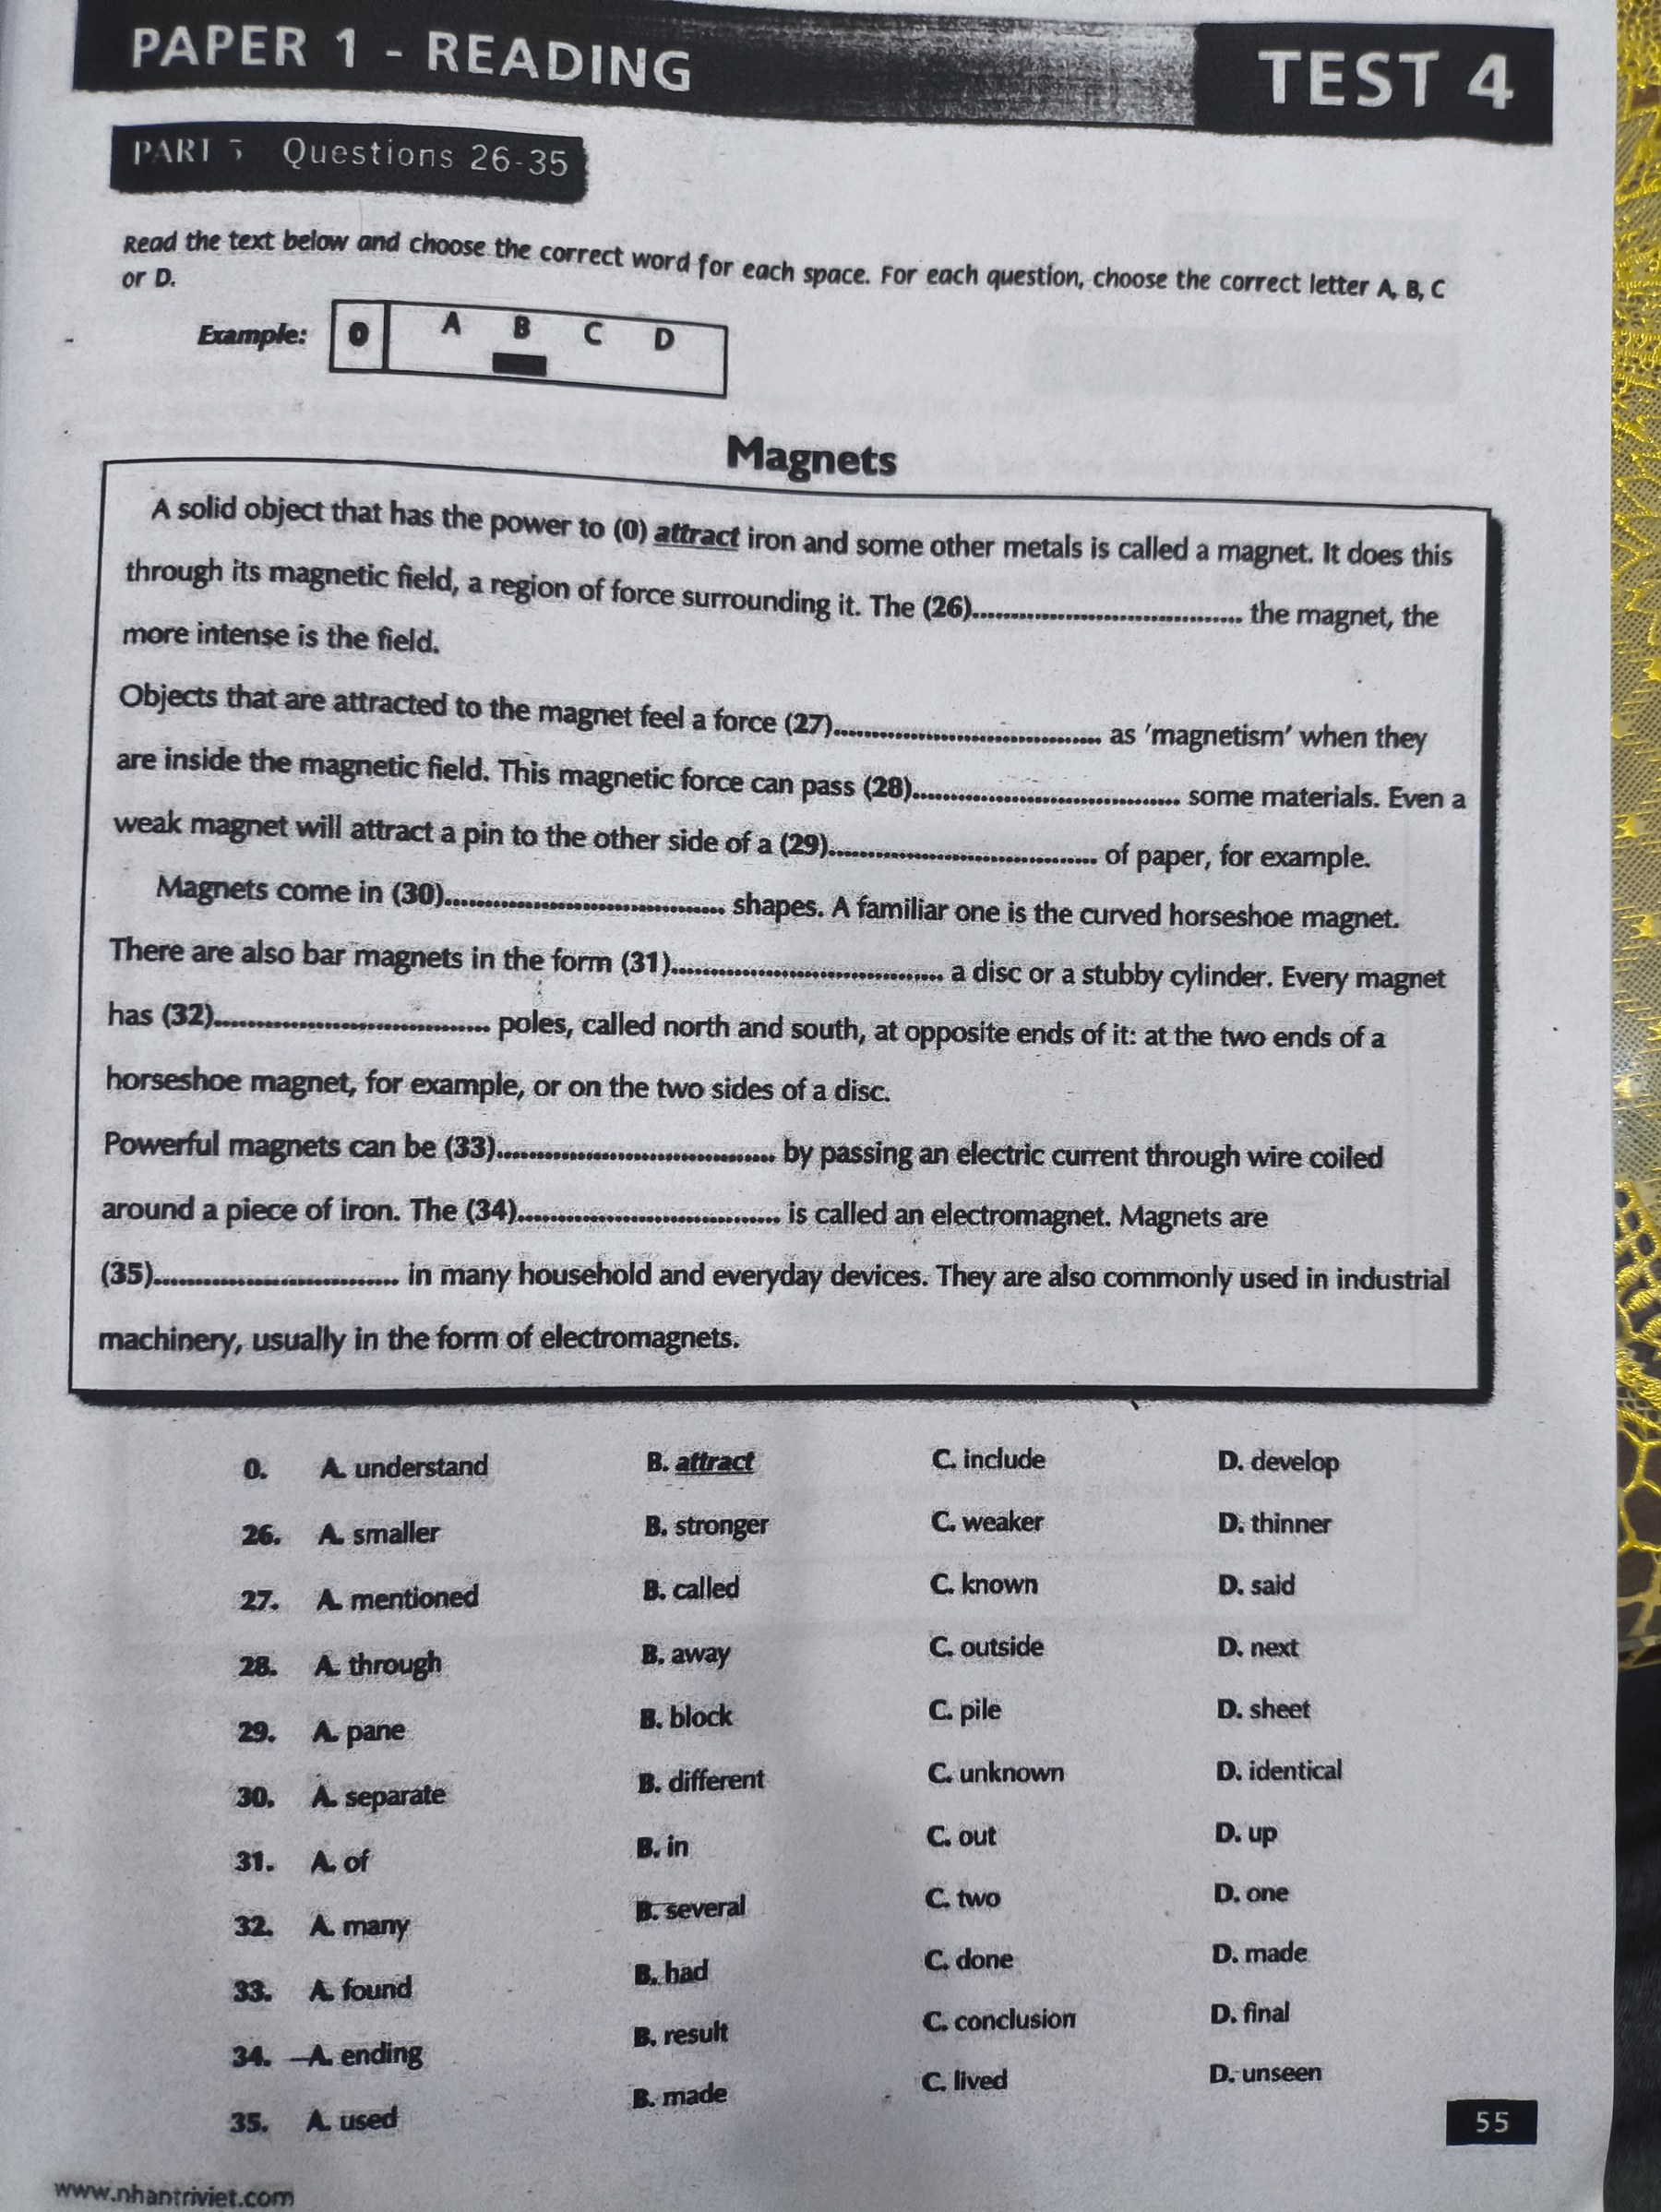 PAPER 1 - READING
TEST 4
PART 5 Questions 26-35
Read the text below and choose the correct word for each space. For each question, choose the correct letter A, B, C
or D.
Example: 0 A B C D
Magnets
A solid object that has the power to (0) attract iron and some other metals is called a magnet. It does this
through its magnetic field, a region of force surrounding it. The (26)................................ the magnet, the
more intense is the field.
Objects that are attracted to the magnet feel a force (27)................................ as 'magnetism' when they
are inside the magnetic field. This magnetic force can pass (28)................................ some materials. Even a
weak magnet will attract a pin to the other side of a (29)................................ of paper, for example.
Magnets come in (30)................................ shapes. A familiar one is the curved horseshoe magnet.
There are also bar magnets in the form (31)................................ a disc or a stubby cylinder. Every magnet
has (32)................................ poles, called north and south, at opposite ends of it: at the two ends of a
horseshoe magnet, for example, or on the two sides of a disc.
Powerful magnets can be (33)................................ by passing an electric current through wire coiled
around a piece of iron. The (34)................................ is called an electromagnet. Magnets are
(35)................................ in many household and everyday devices. They are also commonly used in industrial
machinery, usually in the form of electromagnets.
0. A. understand B. attract C. include D. develop
26. A. smaller B. stronger C. weaker D. thinner
27. A. mentioned B. called C. known D. said
28. A. through B. away C. outside D. next
29. A. pane B. block C. pile D. sheet
30. A. separate B. different C. unknown D. identical
31. A. of B. in C. out D. up
32. A. many B. several C. two D. one
33. A. found B. had C. done D. made
34. A. ending B. result C. conclusion D. final
35. A. used B. made C. lived D. unseen
55
www.nhantriviet.com